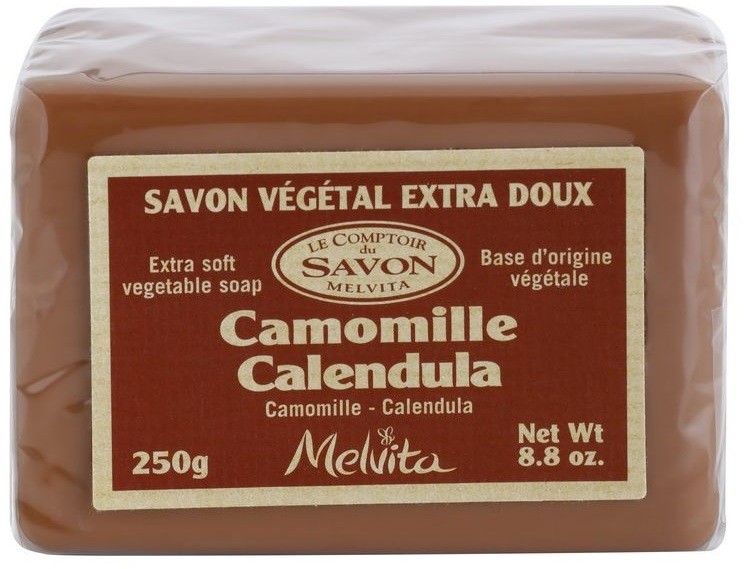 SAVON VÉGÉTAL EXTRA DOUX
Extra soft
vegetable soap
LE COMPTOIR
du
SAVON
MELVITA
Base d'origine
végétale
Camomille
Calendula
Camomille - Calendula
250g
Melvita
Net Wt
8.8 oz.